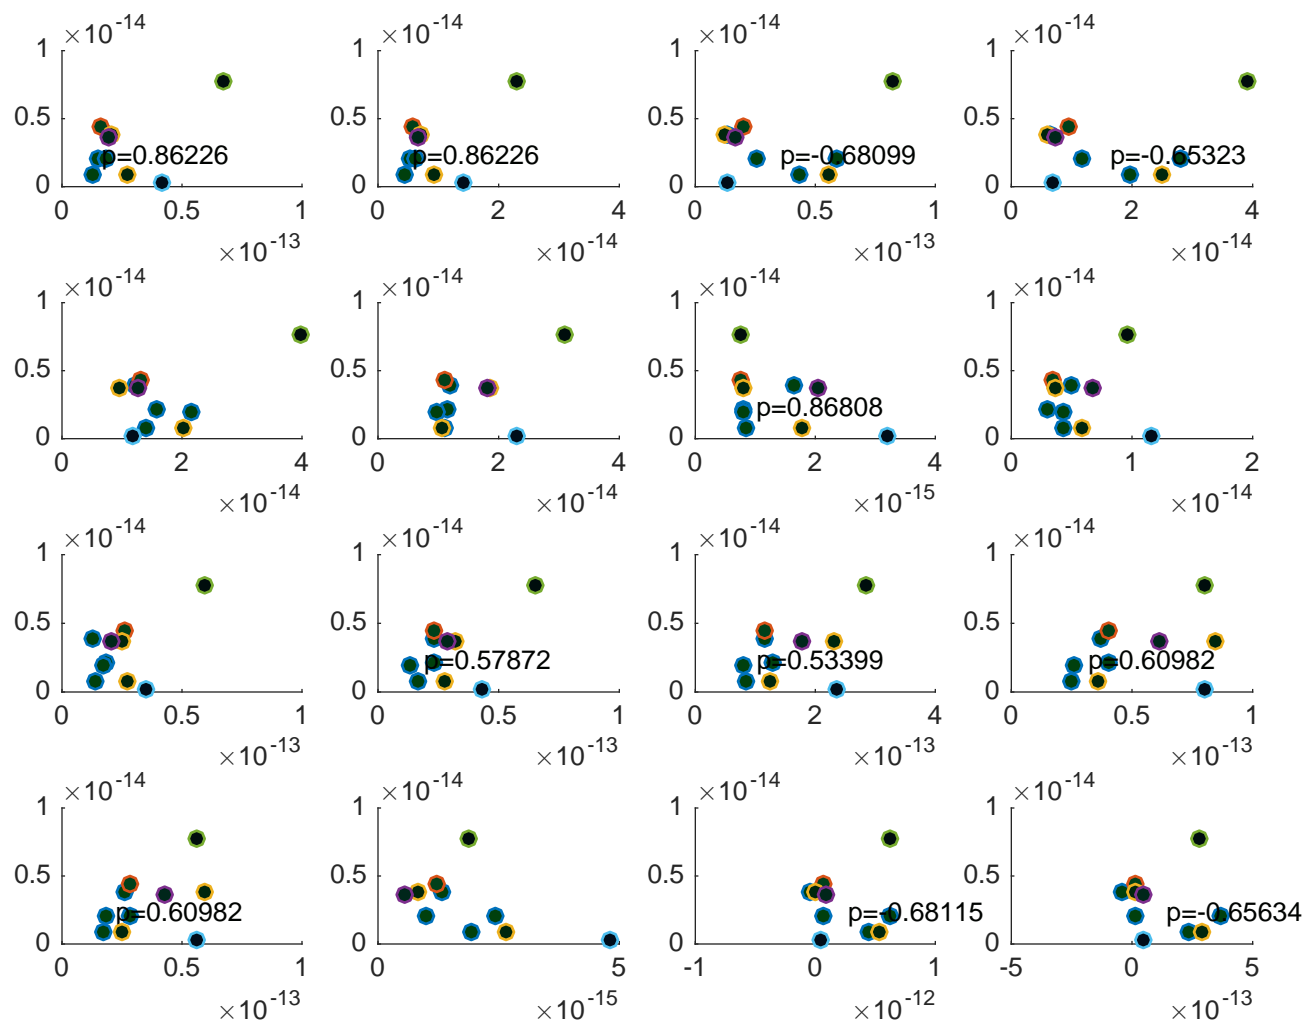 1 ×10-14 1 ×10-14 1 ×10-14 1 ×10-14
0.5 0.5 0.5 0.5
p=0.86226 p=0.86226 p=-0.68099 p=-0.65323
0 0 0 0
0 0.5 1 0 2 4 0 0.5 1 0 2 4
×10-13 ×10-14 ×10-13 ×10-14
1 ×10-14 1 ×10-14 1 ×10-14 1 ×10-14
0.5 0.5 0.5 0.5
p=0.86808
0 0 0 0
0 2 4 0 2 4 0 2 4 0 1 2
×10-14 ×10-14 ×10-15 ×10-14
1 ×10-14 1 ×10-14 1 ×10-14 1 ×10-14
0.5 0.5 0.5 0.5
p=0.57872 p=0.53399 p=0.60982
0 0 0 0
0 0.5 1 0 0.5 1 0 2 4 0 0.5 1
×10-13 ×10-13 ×10-13 ×10-13
1 ×10-14 1 ×10-14 1 ×10-14 1 ×10-14
0.5 0.5 0.5 0.5
p=0.60982 p=-0.68115 p=-0.65634
0 0 0 0
0 0.5 1 0 5 -1 0 1 -5 0 5
×10-13 ×10-15 ×10-12 ×10-13